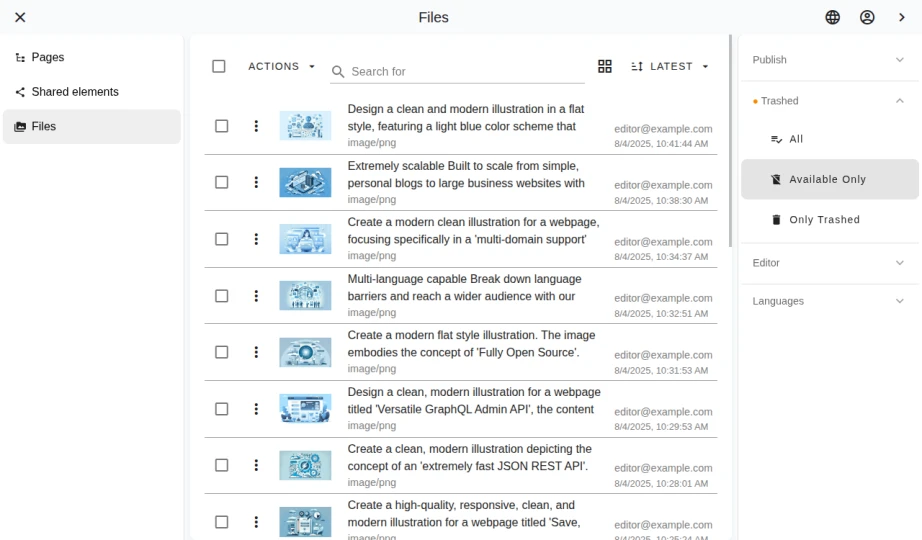 Files
Pages
Shared elements
Files
ACTIONS
Search for
LATEST
Design a clean and modern illustration in a flat
style, featuring a light blue color scheme that
image/png
editor@example.com
8/4/2025, 10:41:44 AM
Extremely scalable Built to scale from simple,
personal blogs to large business websites with
image/png
editor@example.com
8/4/2025, 10:38:30 AM
Create a modern clean illustration for a webpage,
focusing specifically in a 'multi-domain support'
image/png
editor@example.com
8/4/2025, 10:34:37 AM
Multi-language capable Break down language
barriers and reach a wider audience with our
image/png
editor@example.com
8/4/2025, 10:32:51 AM
Create a modern flat style illustration. The image
embodies the concept of 'Fully Open Source'.
image/png
editor@example.com
8/4/2025, 10:31:53 AM
Design a clean, modern illustration for a webpage
titled 'Versatile GraphQL Admin API', the content
image/png
editor@example.com
8/4/2025, 10:29:53 AM
Create a clean, modern illustration depicting the
concept of an 'extremely fast JSON REST API'.
image/png
editor@example.com
8/4/2025, 10:28:01 AM
Create a high-quality, responsive, clean, and
modern illustration for a webpage titled 'Save,
image/png
editor@example.com
8/4/2025, 10:25:24 AM
Publish
Trashed
All
Available Only
Only Trashed
Editor
Languages